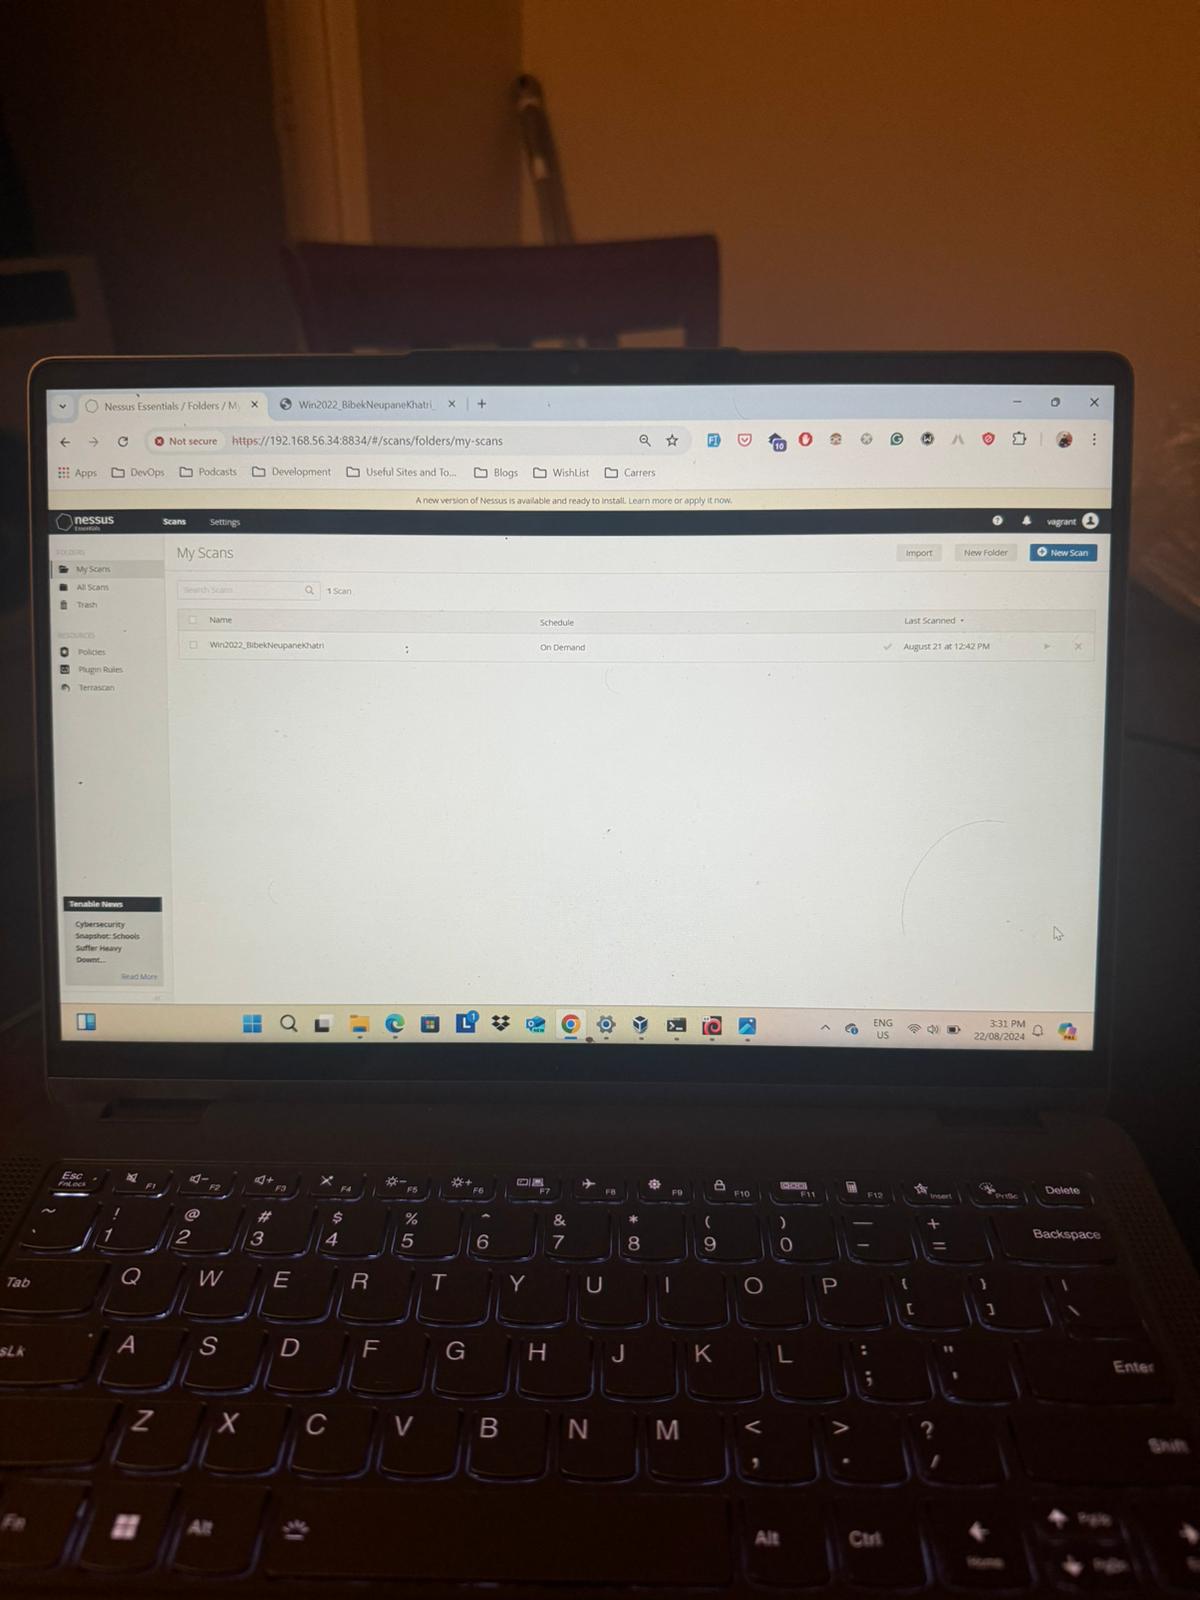 Nessus Essentials / Folders / My
Win2022_BibekNeupaneKhatri_
Not secure
https://192.168.56.34:8834/#/scans/folders/my-scans
10
Apps
DevOps
Podcasts
Development
Useful Sites and To...
Blogs
WishList
Carrers
A new version of Nessus is available and ready to install. Learn more or apply it now.
nessus
Essentials
Scans
Settings
vagrant
FOLDERS
My Scans
All Scans
Trash
RESOURCES
Policies
Plugin Rules
Terrascan
My Scans
Import
New Folder
New Scan
Search Scans
1 Scan
Name
Schedule
Last Scanned
Win2022_BibekNeupaneKhatri
On Demand
August 21 at 12:42 PM
Tenable News
Cybersecurity
Snapshot: Schools
Suffer Heavy
Downt...
Read More
ENG
US
3:31 PM
22/08/2024
Esc
FnLock
F1
F2
F3
F4
F5
F6
F7
F8
F9
F10
F11
F12
Insert
PrtSc
Delete
~ `
! 1
@ 2
# 3
$ 4
% 5
^ 6
& 7
* 8
( 9
) 0
— -
+ =
Backspace
Tab
Q W E R T Y U I O P
{ [
} ]
| \
sLk
A S D F G H J K L
: ;
" '
Enter
Z X C V B N M
< ,
> .
? /
Shift
Fn
Alt
Alt
Ctrl
Home
PgUp
PgDn